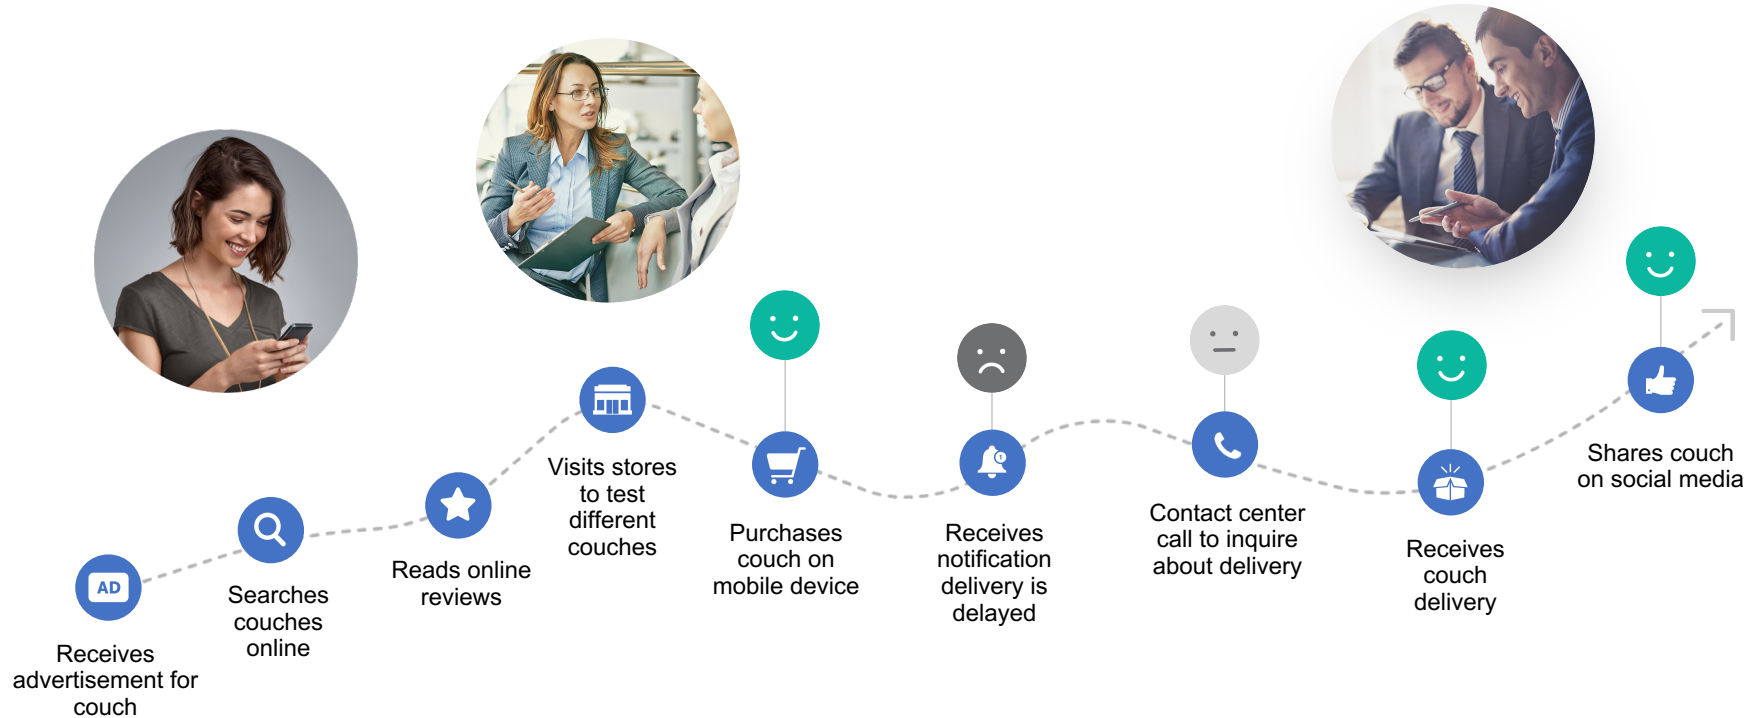 AD
Receives
advertisement for
couch
Searches
couches
online
Reads online
reviews
Visits stores
to test
different
couches
Purchases
couch on
mobile device
1
Receives
notification
delivery is
delayed
Contact center
call to inquire
about delivery
Receives
couch
delivery
Shares couch
on social media